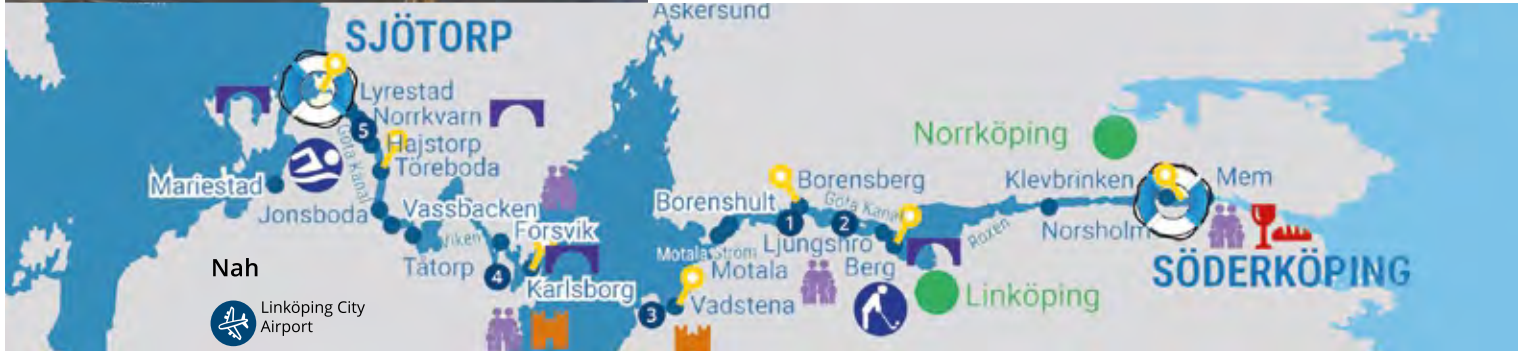 Askersund
SJÖTORP
Lyrestad
Norrkvarn
5
Hajstorp
Töreboda
Göta Kanal
Mariestad
Jonsboda
Vassbacken
Viken
Forsvik
Tåtorp
4
Karlsborg
Nah
Linköping City
Airport
Norrköping
Borensberg
Klevbrinken
Mem
Borenshult
Göta Kanal
1
2
Ljungsbro
Roxen
Norsholm
Motala Ström
Motala
Berg
SÖDERKÖPING
Linköping
3
Vadstena